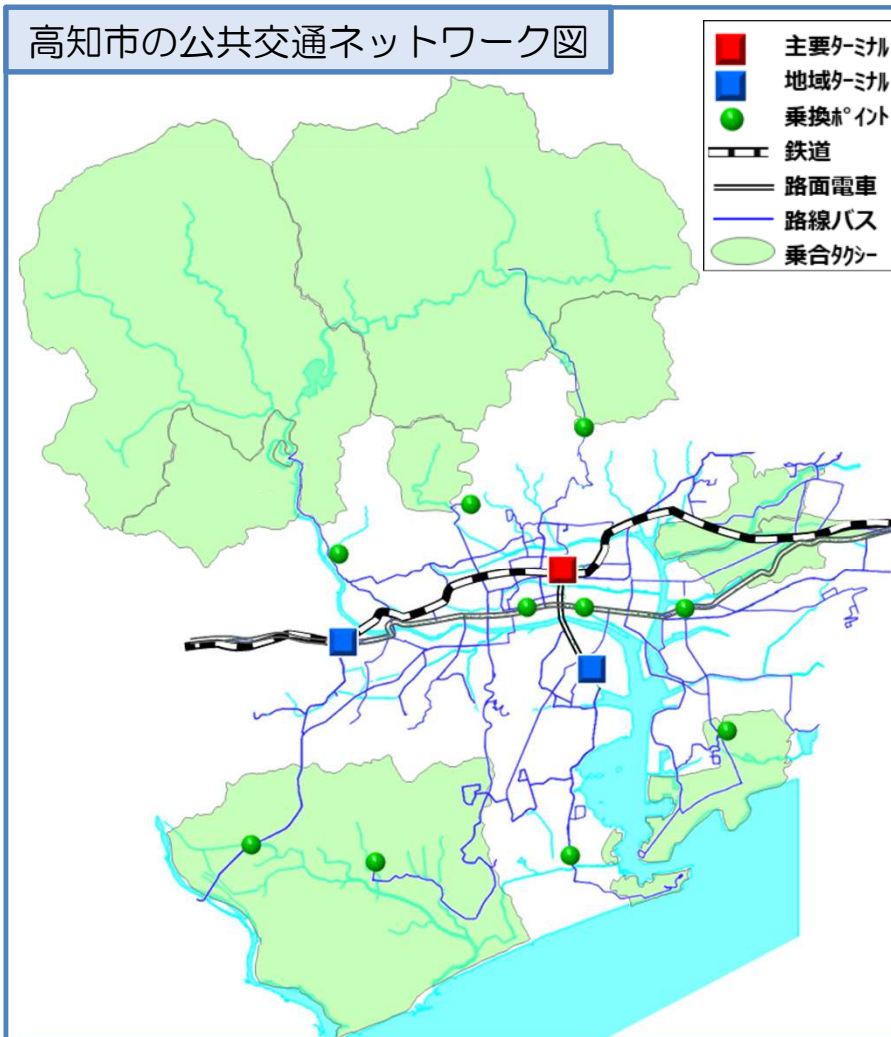 高知市の公共交通ネットワーク図
主要ﾀｰﾐﾅﾙ
地域ﾀｰﾐﾅﾙ
乗換ﾎﾟｲﾝﾄ
鉄道
路面電車
路線バス
乗合ﾀｸｼｰ